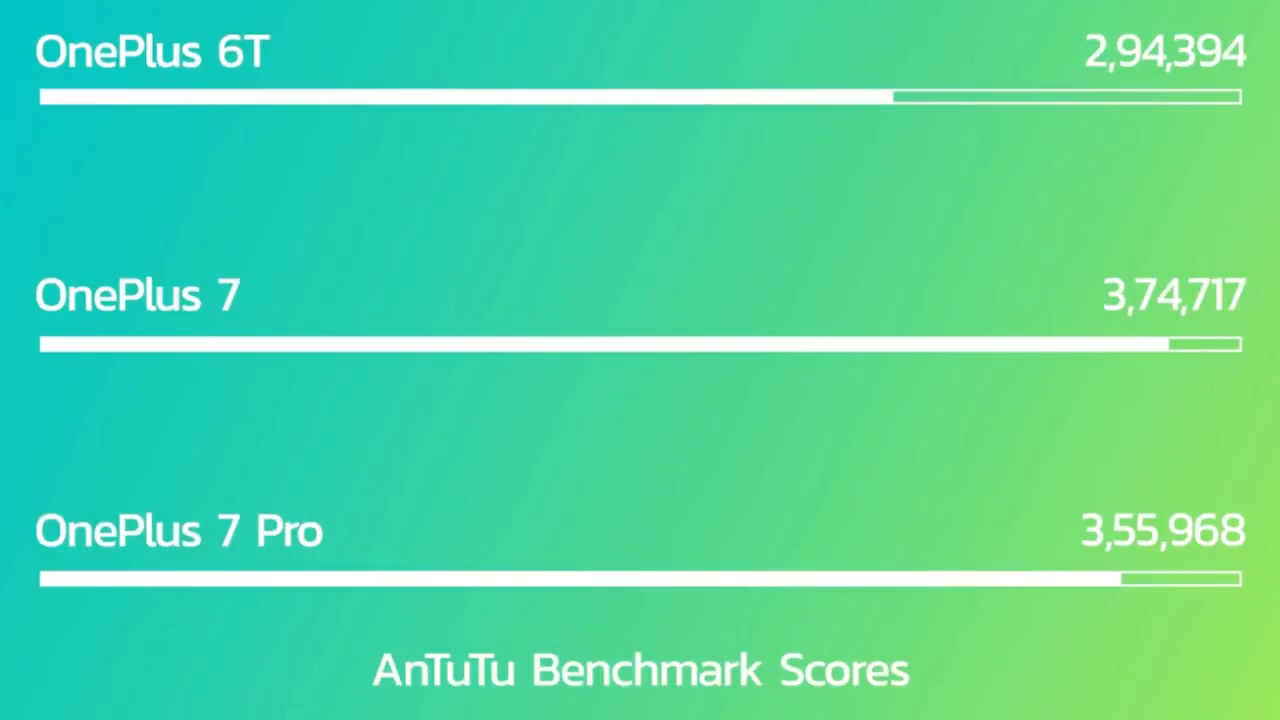 OnePlus 6T 2,94,394
OnePlus 7 3,74,717
OnePlus 7 Pro 3,55,968
AnTuTu Benchmark Scores